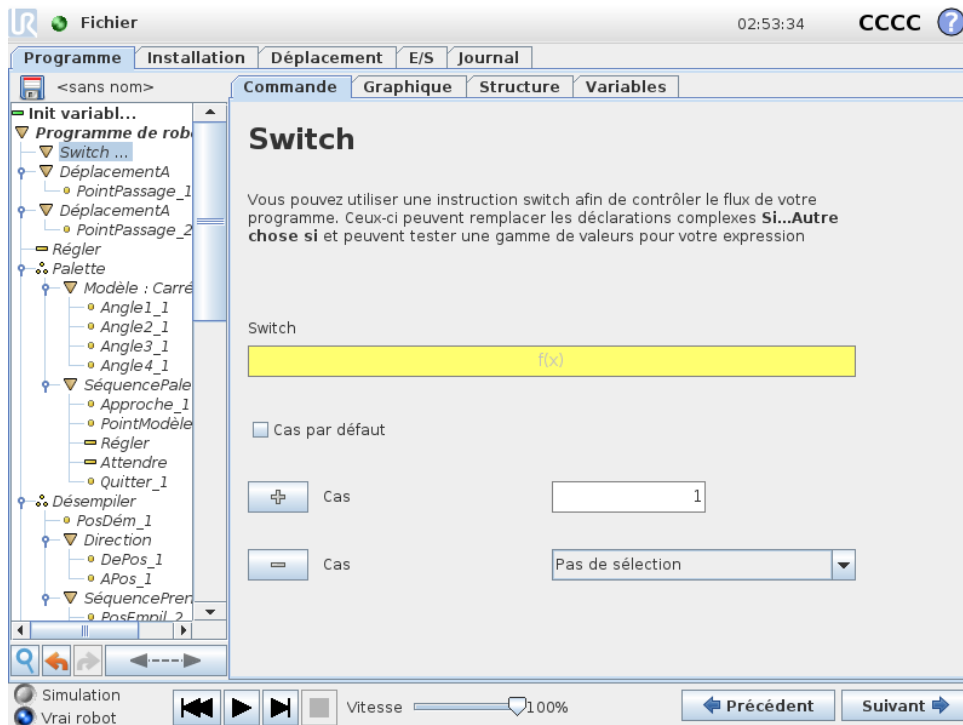 UR Fichier 02:53:34 CCCC ?
Programme Installation Déplacement E/S Journal
<sans nom> Commande Graphique Structure Variables
Init variabl...
Programme de rob
Switch ...
DéplacementA
PointPassage_1
DéplacementA
PointPassage_2
Régler
Palette
Modèle : Carré
Angle1_1
Angle2_1
Angle3_1
Angle4_1
SéquencePale
Approche_1
PointModèle
Régler
Attendre
Quitter_1
Désempiler
PosDém_1
Direction
DePos_1
APos_1
SéquencePren
PosEmpil_2
Switch
Vous pouvez utiliser une instruction switch afin de contrôler le flux de votre
programme. Ceux-ci peuvent remplacer les déclarations complexes Si...Autre
chose si et peuvent tester une gamme de valeurs pour votre expression
Switch
f(x)
Cas par défaut
Cas 1
Cas Pas de sélection
Simulation
Vrai robot
Vitesse 100%
Précédent Suivant